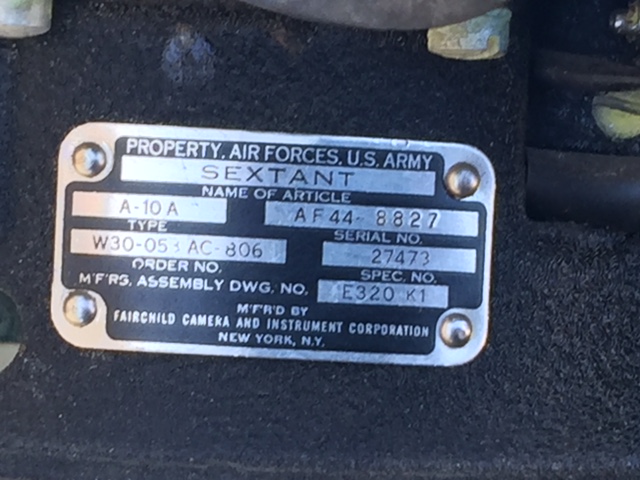 PROPERTY, AIR FORCES, U.S. ARMY
SEXTANT
NAME OF ARTICLE
A-10A AF44-8827
TYPE SERIAL NO.
W30-053 AC-806 27473
ORDER NO. SPEC. NO.
M'F'RS. ASSEMBLY DWG. NO. E320 K1
M'F'R'D BY
FAIRCHILD CAMERA AND INSTRUMENT CORPORATION
NEW YORK, N.Y.